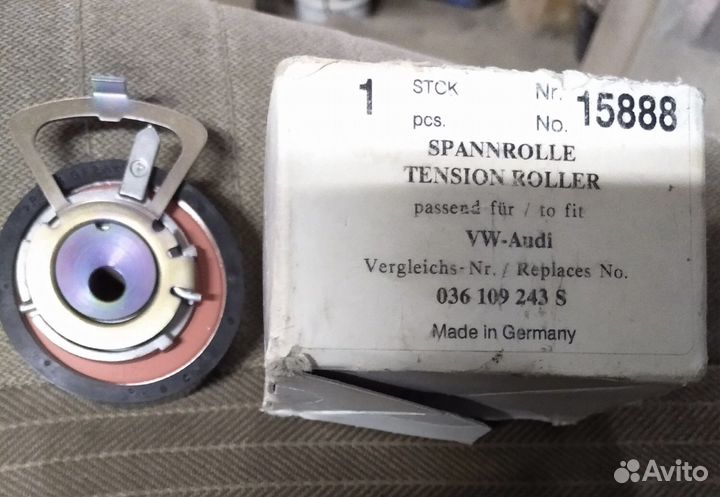 1 STCK pcs. Nr. No. 15888
SPANNROLLE
TENSION ROLLER
passend für / to fit
VW-Audi
Vergleichs-Nr. / Replaces No.
036 109 243 S
Made in Germany
Avito